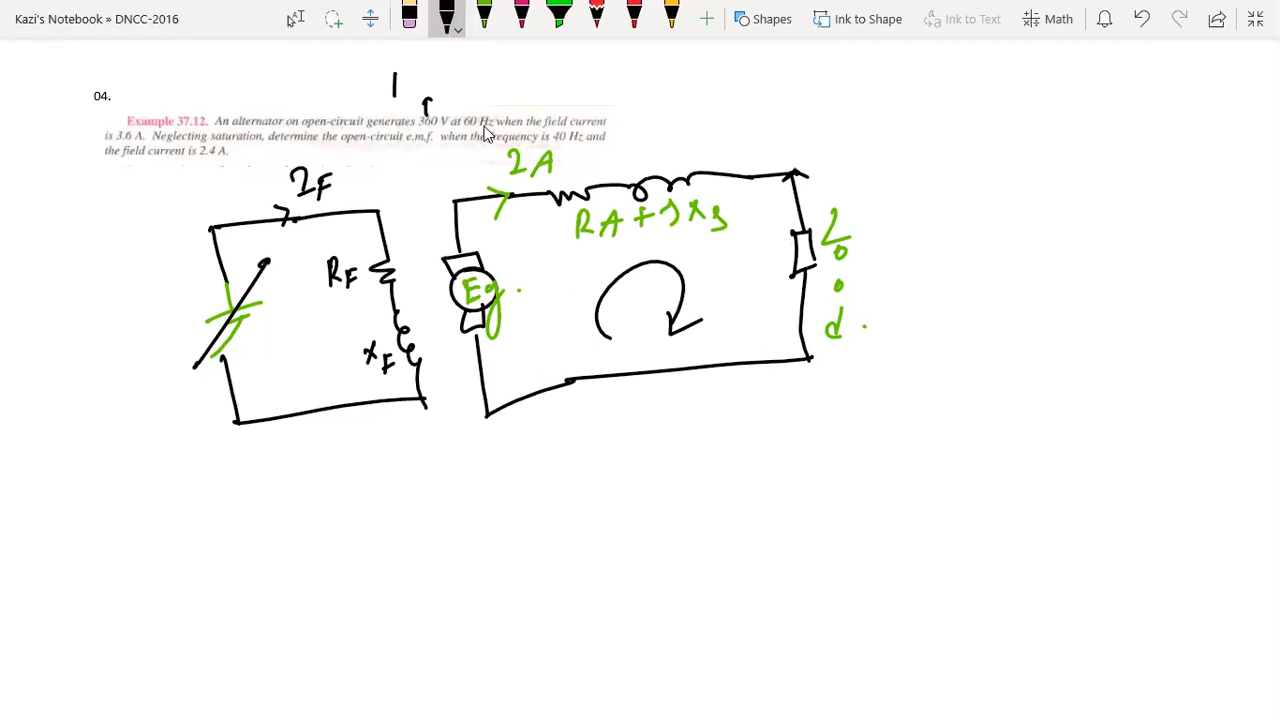 Kazi's Notebook » DNCC-2016
Shapes
Ink to Shape
Ink to Text
Math
04.
Example 37.12. An alternator on open-circuit generates 360 V at 60 Hz when the field current
is 3.6 A. Neglecting saturation, determine the open-circuit e.m.f. when the frequency is 40 Hz and
the field current is 2.4 A.
IF
IA
RA + jXs
RF
XF
Eg.
Load.